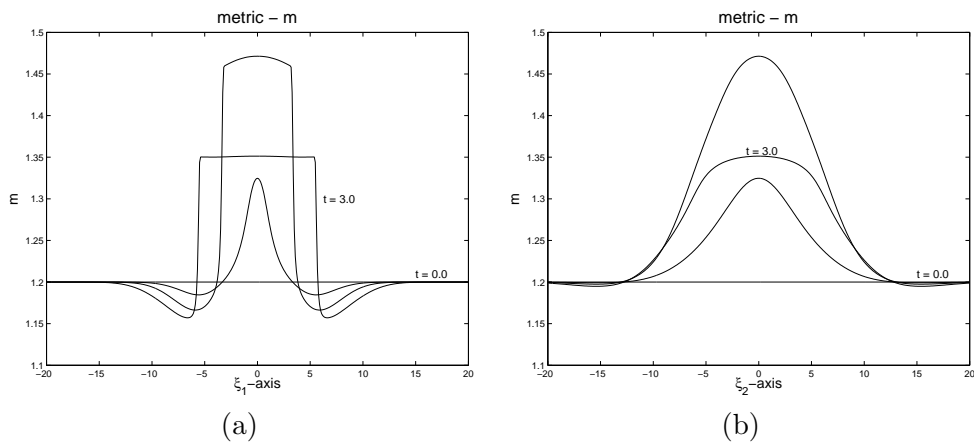 metric − m
1.5
1.45
1.4
1.35
1.3
1.25
1.2
1.15
1.1
m
t = 3.0
t = 0.0
−20 −15 −10 −5 0 5 10 15 20
ξ1−axis
(a)
metric − m
1.5
1.45
1.4
1.35
1.3
1.25
1.2
1.15
1.1
m
t = 3.0
t = 0.0
−20 −15 −10 −5 0 5 10 15 20
ξ2−axis
(b)